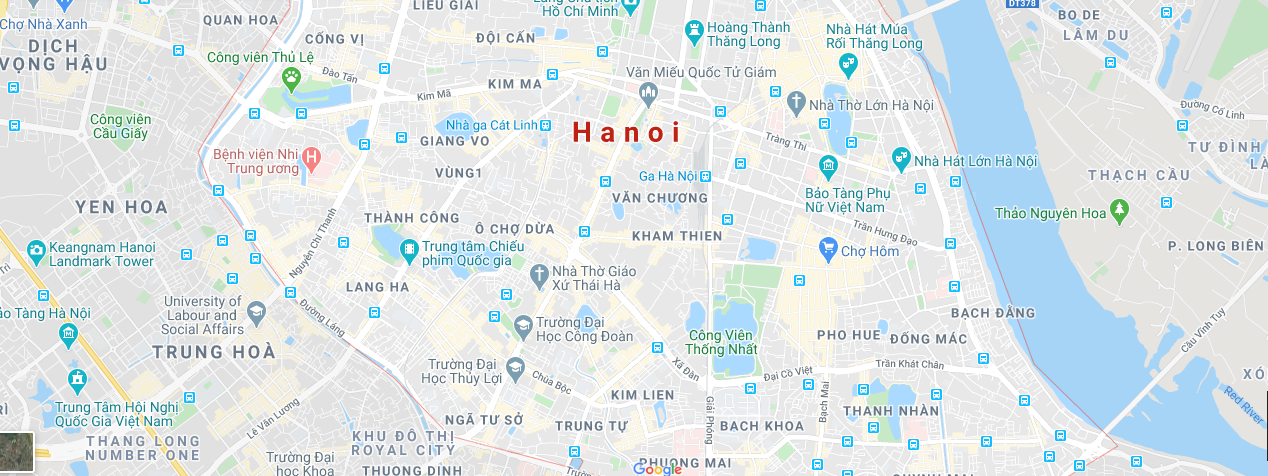 Chợ Nhà Xanh
QUAN HOA
LIỄU GIAI
Hồ Chí Minh
DT378
BO DE
LÂM DU
DỊCH
VỌNG HẬU
CỐNG VỊ
ĐỘI CẤN
Hoàng Thành
Thăng Long
Nhà Hát Múa
Rối Thăng Long
Công viên Thủ Lệ
Đào Tấn
KIM MA
Kim Mã
Văn Miếu Quốc Tử Giám
Nhà Thờ Lớn Hà Nội
Đường Cổ Linh
Công viên
Cầu Giấy
Nhà ga Cát Linh
Hanoi
Tràng Thi
GIANG VO
TƯ ĐÌNH
Bệnh viện Nhi
Trung ương
VÙNG1
Ga Hà Nội
Nhà Hát Lớn Hà Nội
THẠCH CẦU
VĂN CHƯƠNG
Bảo Tàng Phụ
Nữ Việt Nam
YEN HOA
THÀNH CÔNG
Ô CHỢ DỪA
KHAM THIEN
Trần Hưng Đạo
Thảo Nguyên Hoa
P. LONG BIÊN
Keangnam Hanoi
Landmark Tower
Nguyễn Chí Thanh
Trung tâm Chiếu
phim Quốc gia
Chợ Hôm
Nhà Thờ Giáo
Xứ Thái Hà
LANG HA
University of
Labour and
Social Affairs
Đường Láng
ảo Tàng Hà Nội
Trường Đại
Học Công Đoàn
Công Viên
Thống Nhất
PHO HUE
ĐỐNG MÁC
BẠCH ĐẰNG
Cầu Vĩnh Tuy
TRUNG HOÀ
Trường Đại
Học Thủy Lợi
Chùa Bộc
Xã Đàn
Đại Cồ Việt
Trần Khát Chân
XÓ
Trung Tâm Hội Nghị
Quốc Gia Việt Nam
Lê Văn Lương
KIM LIEN
Giải Phóng
Bạch Mai
THANH NHÀN
Red River
NGÃ TƯ SỞ
TRUNG TỰ
BACH KHOA
THANG LONG
NUMBER ONE
KHU ĐÔ THỊ
ROYAL CITY
Trường Đại
học Khoa
THUONG DINH
Google
PHUONG MAI
QUỲNH MAI